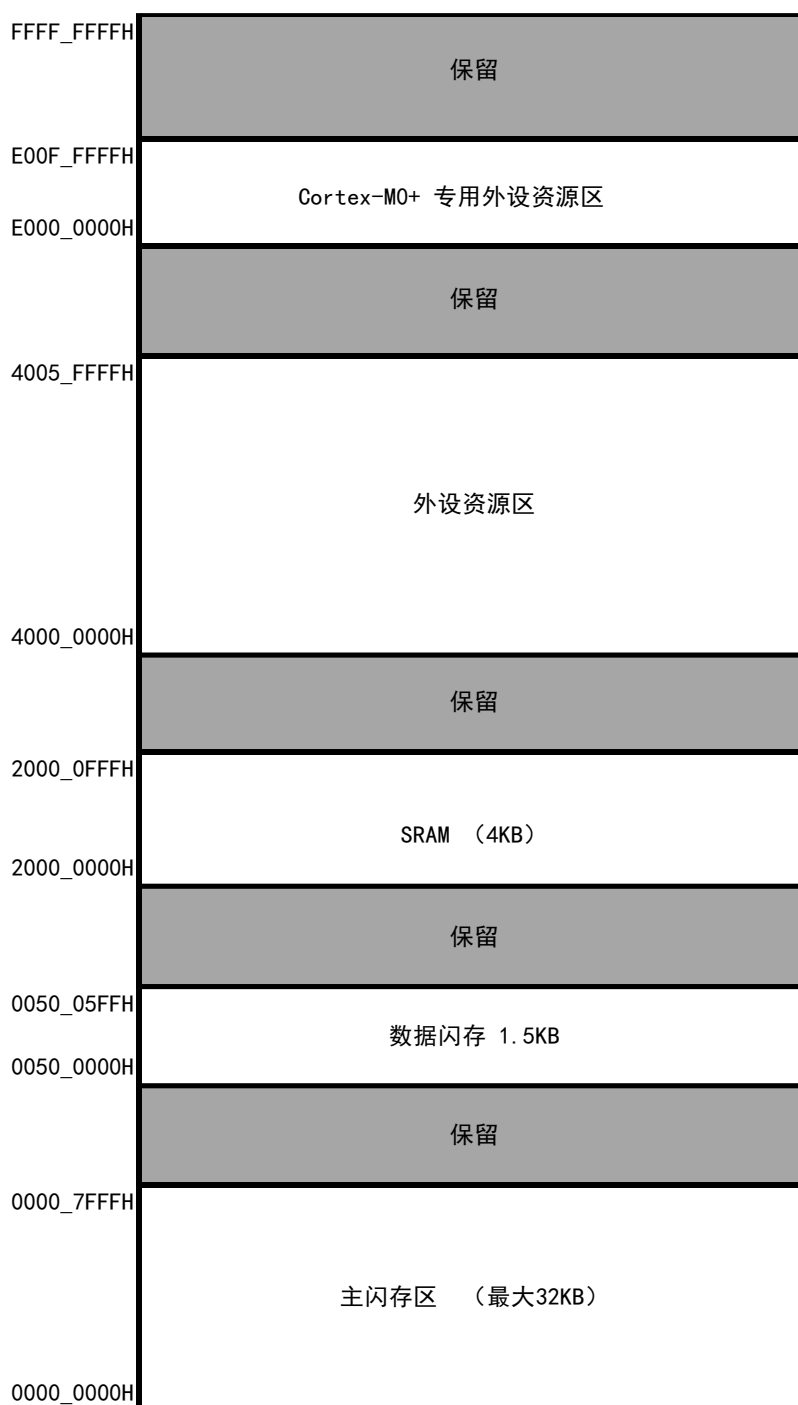 FFFF_FFFFH
保留
E00F_FFFFH
Cortex-M0+ 专用外设资源区
E000_0000H
保留
4005_FFFFH
外设资源区
4000_0000H
保留
2000_0FFFH
SRAM （4KB）
2000_0000H
保留
0050_05FFH
数据闪存 1.5KB
0050_0000H
保留
0000_7FFFH
主闪存区 （最大32KB）
0000_0000H